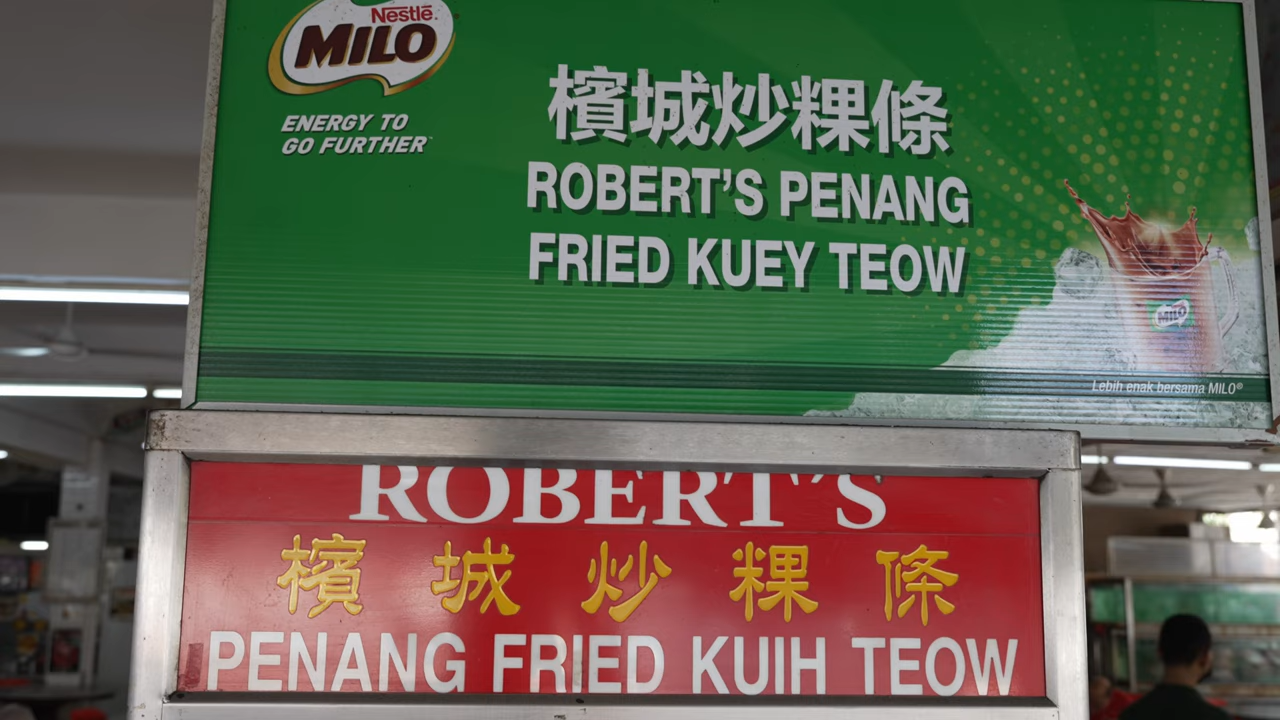 Nestlé
MILO
ENERGY TO
GO FURTHER
檳城炒粿條
ROBERT'S PENANG
FRIED KUEY TEOW
MILO
Lebih enak bersama MILO®
ROBERT'S
檳城炒粿條
PENANG FRIED KUIH TEOW